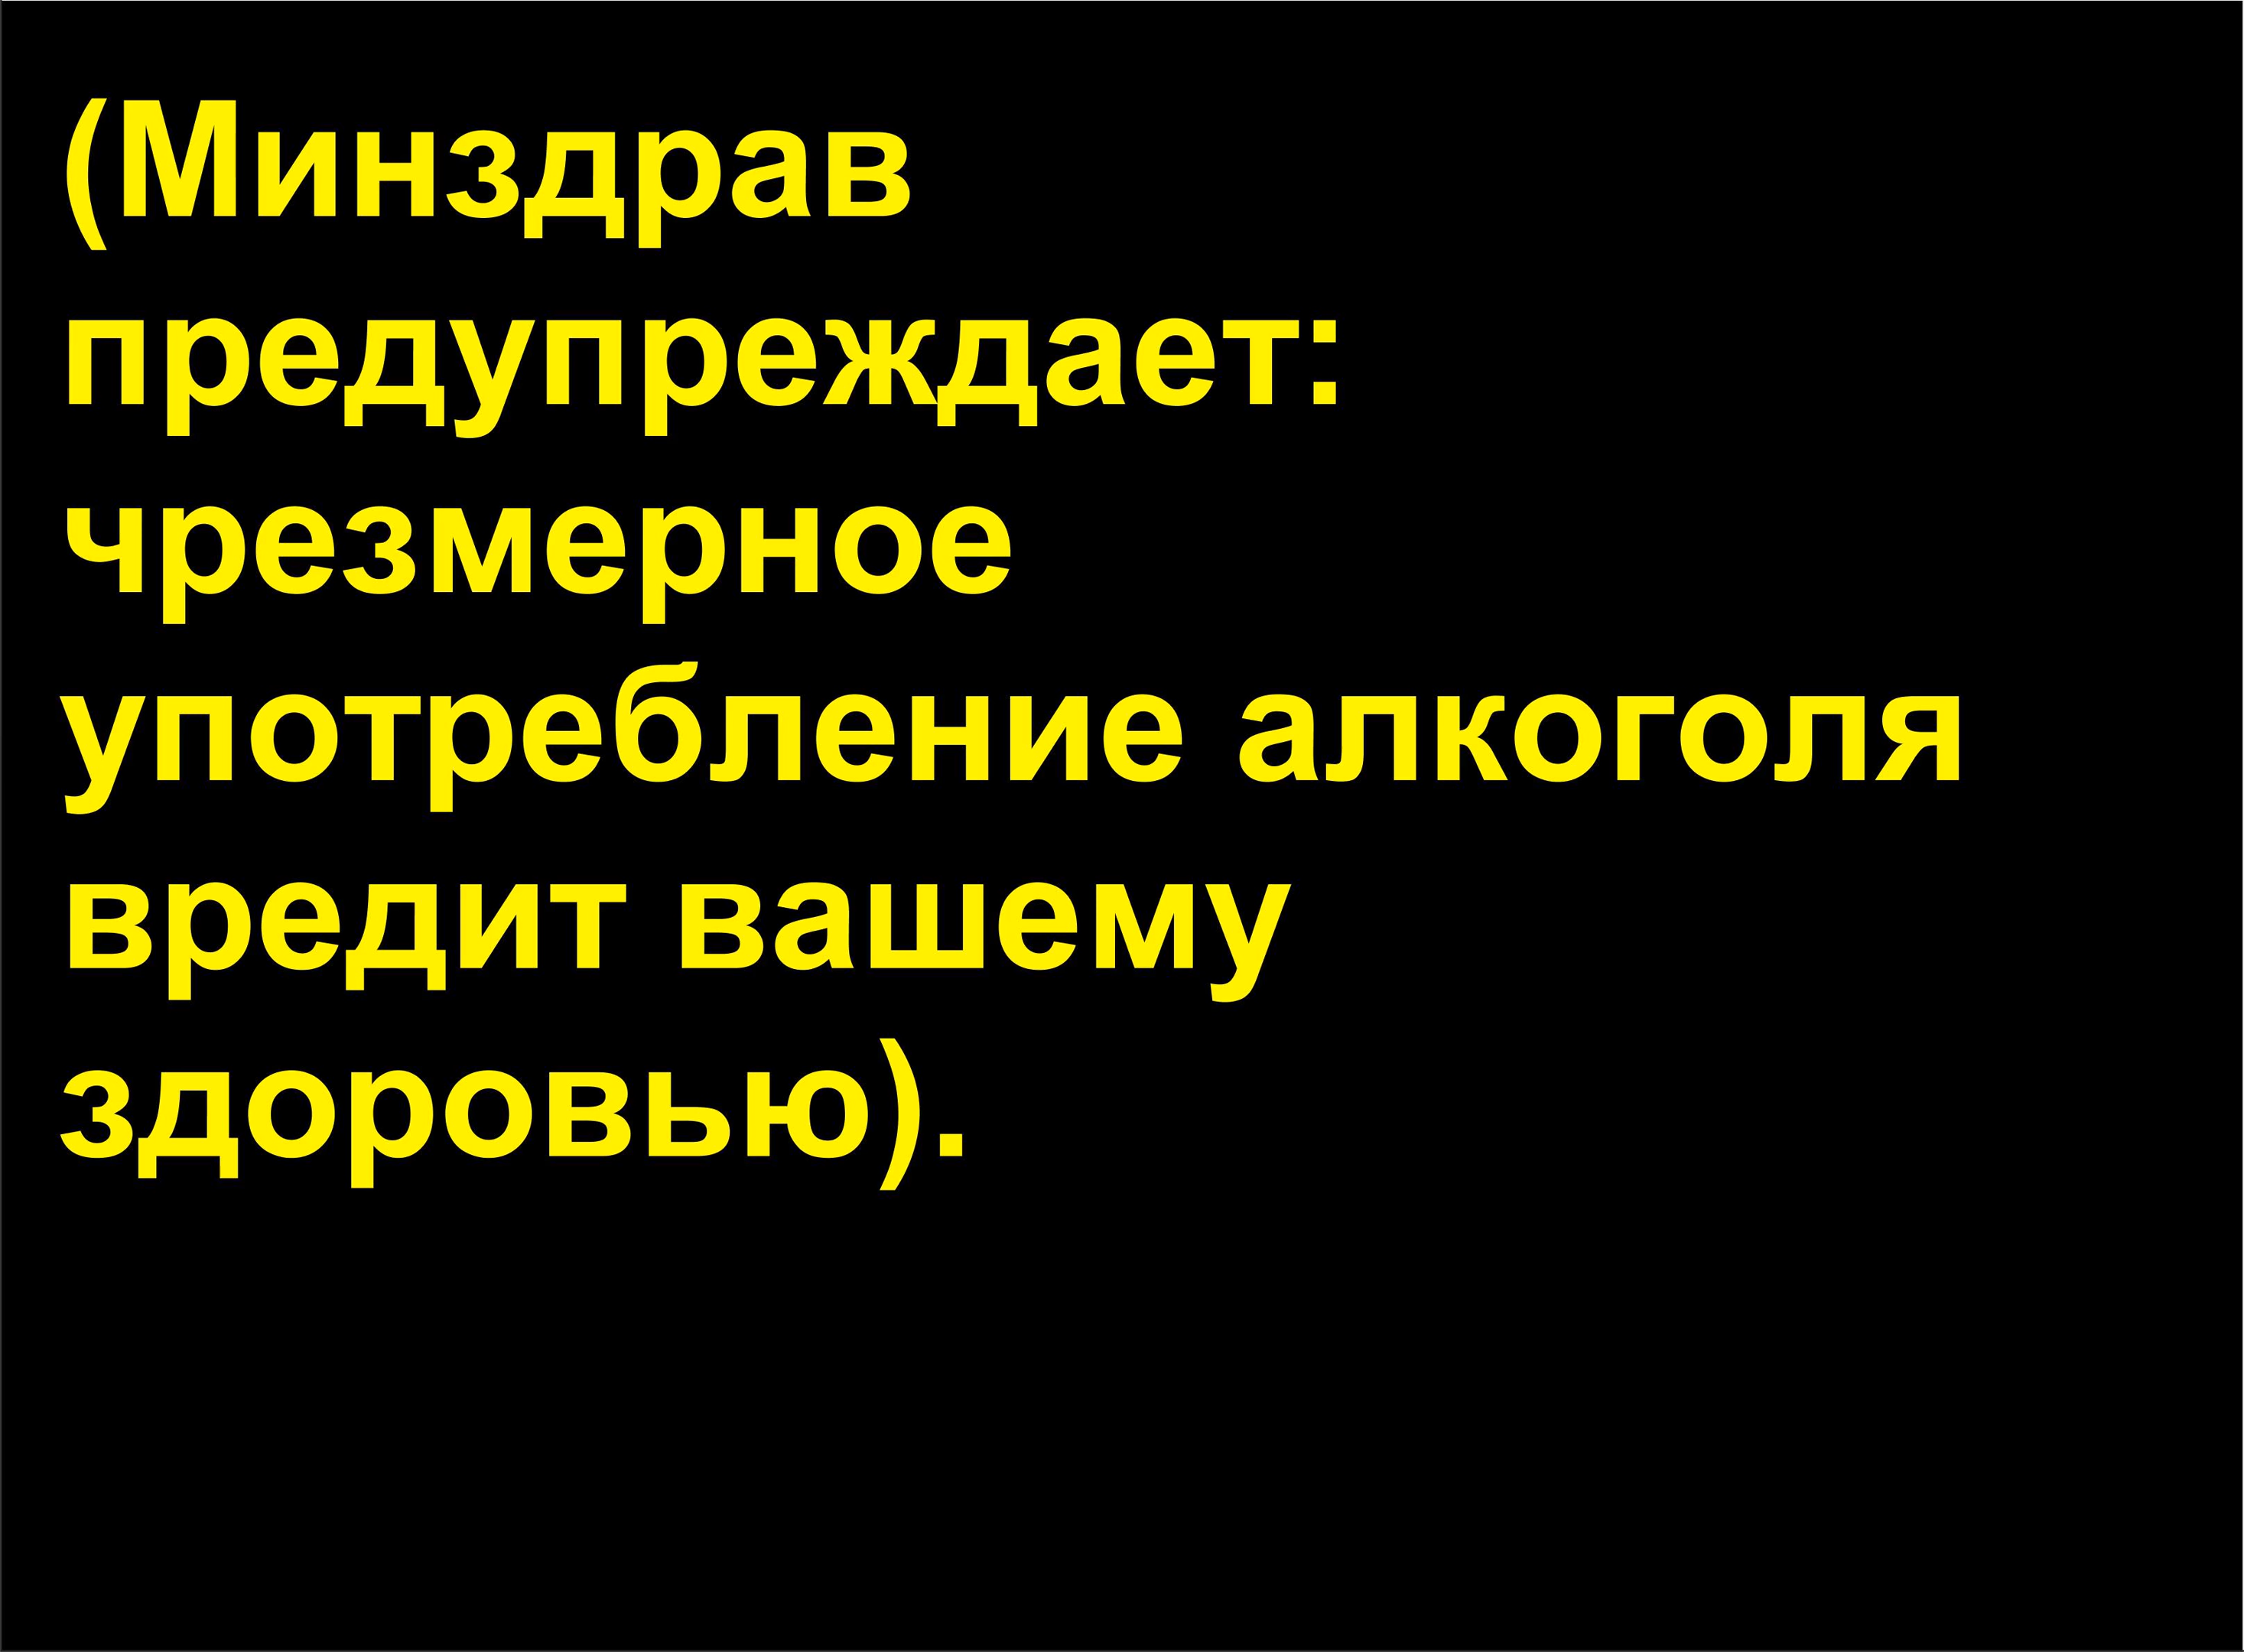 (Минздрав
предупреждает:
чрезмерное
употребление алкоголя
вредит вашему
здоровью).